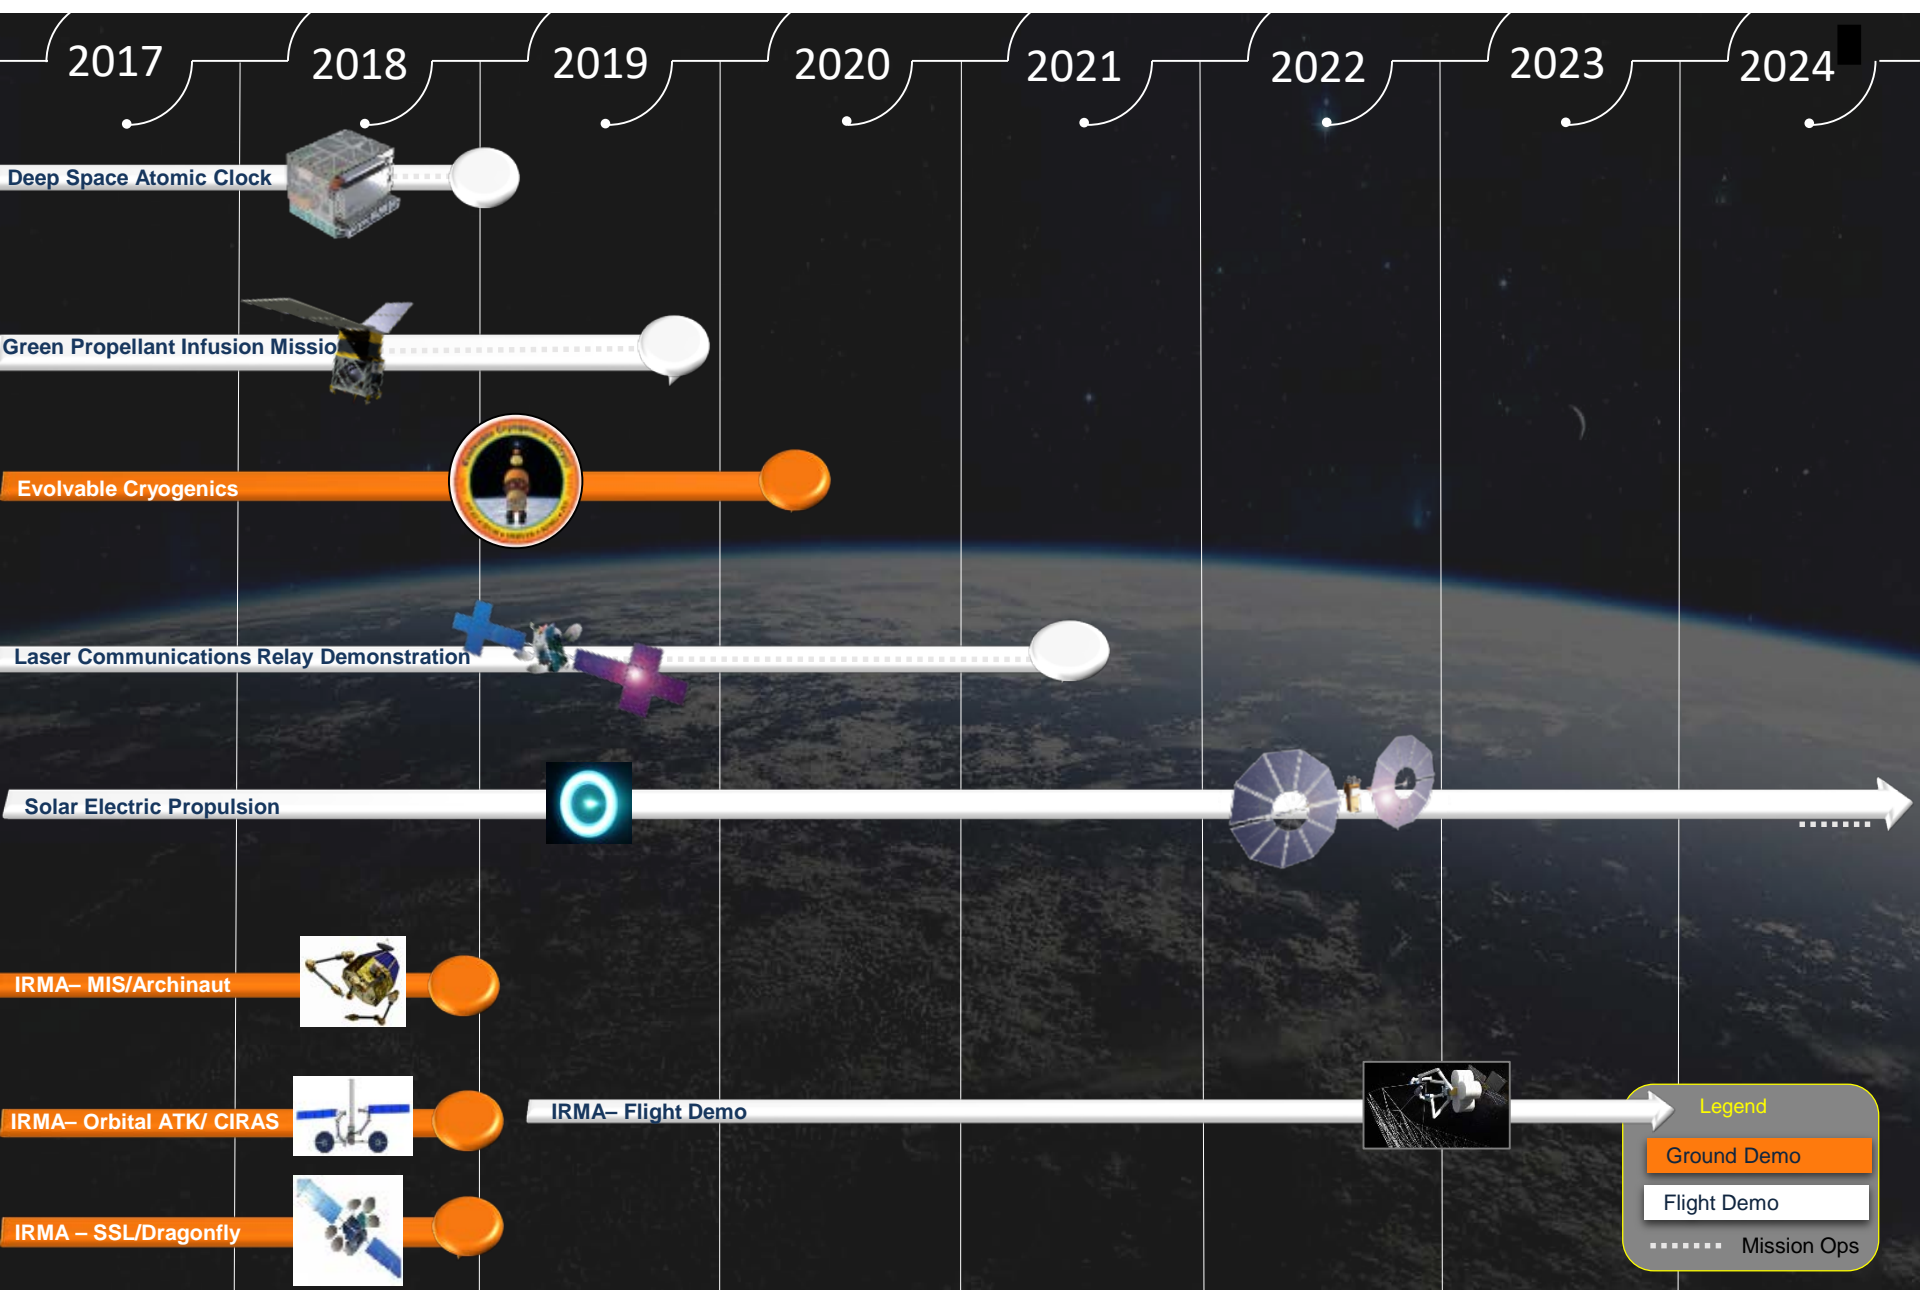 2017 2018 2019 2020 2021 2022 2023 2024
Deep Space Atomic Clock
Green Propellant Infusion Missio
Evolvable Cryogenics
Laser Communications Relay Demonstration
Solar Electric Propulsion
IRMA– MIS/Archinaut
IRMA– Orbital ATK/ CIRAS
IRMA– Flight Demo
IRMA – SSL/Dragonfly
Legend
Ground Demo
Flight Demo
Mission Ops